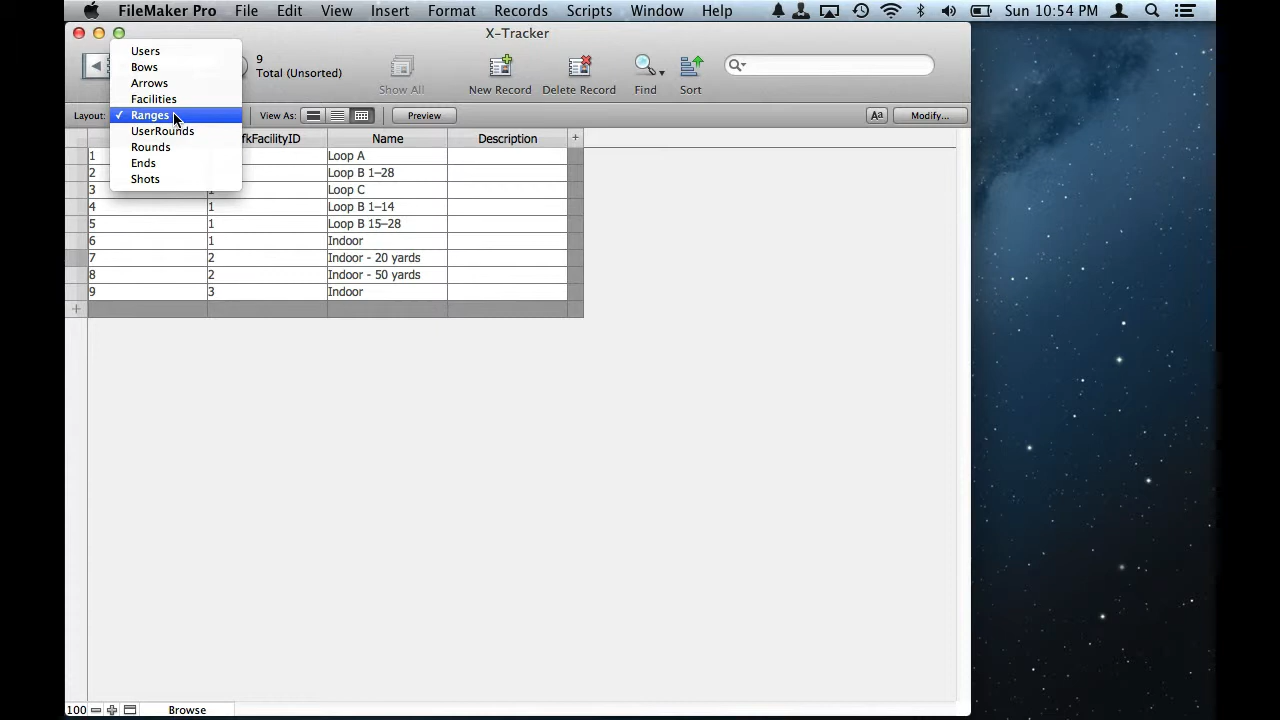 FileMaker Pro File Edit View Insert Format Records Scripts Window Help Sun 10:54 PM
X-Tracker
Users
Bows
Arrows
Facilities
✓ Ranges
UserRounds
Rounds
Ends
Shots
9
Total (Unsorted)
Show All New Record Delete Record Find Sort
Layout: View As: Preview Aa Modify...
fkFacilityID Name Description +
1 Loop A
2 Loop B 1–28
3 1 Loop C
4 1 Loop B 1–14
5 1 Loop B 15–28
6 1 Indoor
7 2 Indoor - 20 yards
8 2 Indoor - 50 yards
9 3 Indoor
+
100 Browse